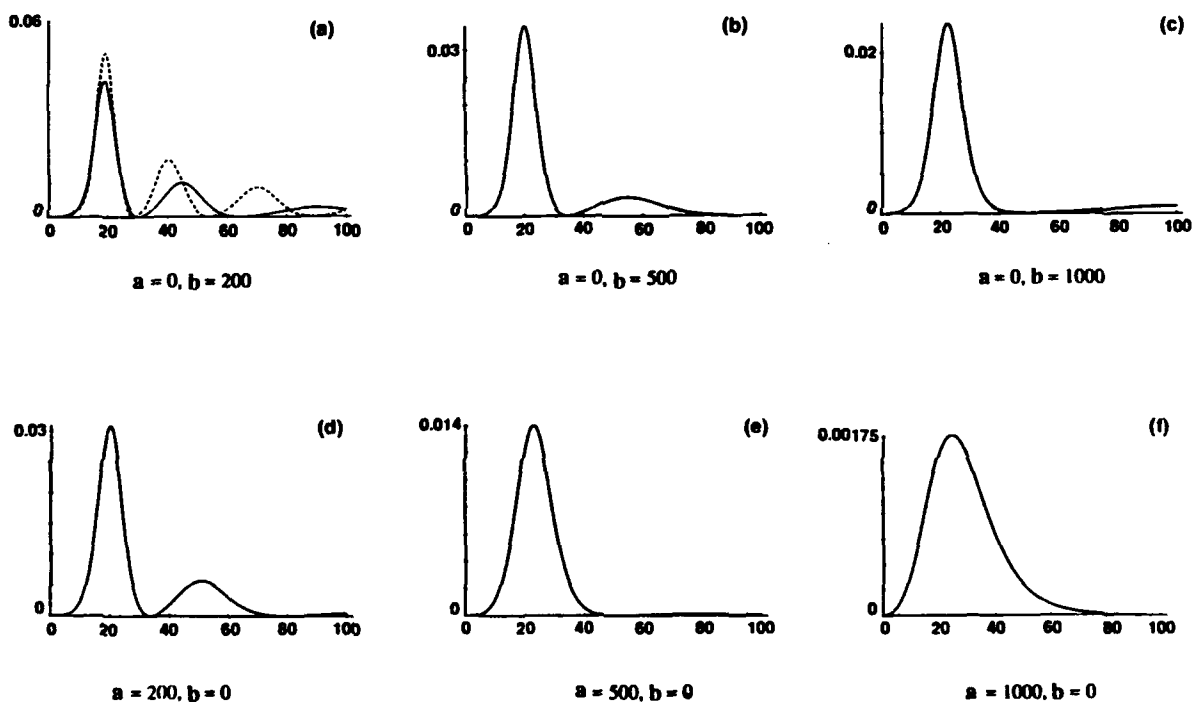 0.06
(a)
0
0 20 40 60 80 100
a = 0, b = 200
(b)
0.03
0
0 20 40 60 80 100
a = 0, b = 500
(c)
0.02
0
0 20 40 60 80 100
a = 0, b = 1000
0.03
(d)
0
0 20 40 60 80 100
a = 200, b = 0
0.014
(e)
0
0 20 40 60 80 100
a = 500, b = 0
0.00175
(f)
0
0 20 40 60 80 100
a = 1000, b = 0